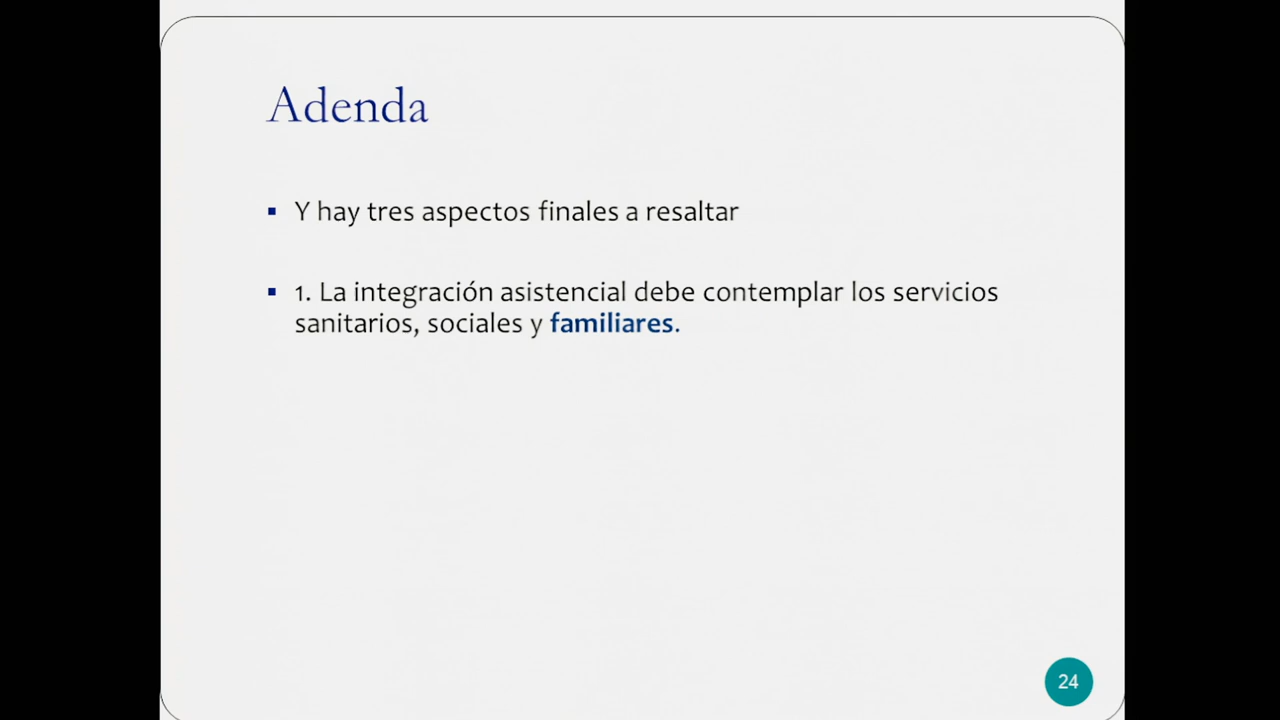 Adenda
▪ Y hay tres aspectos finales a resaltar
▪ 1. La integración asistencial debe contemplar los servicios
sanitarios, sociales y familiares.
24